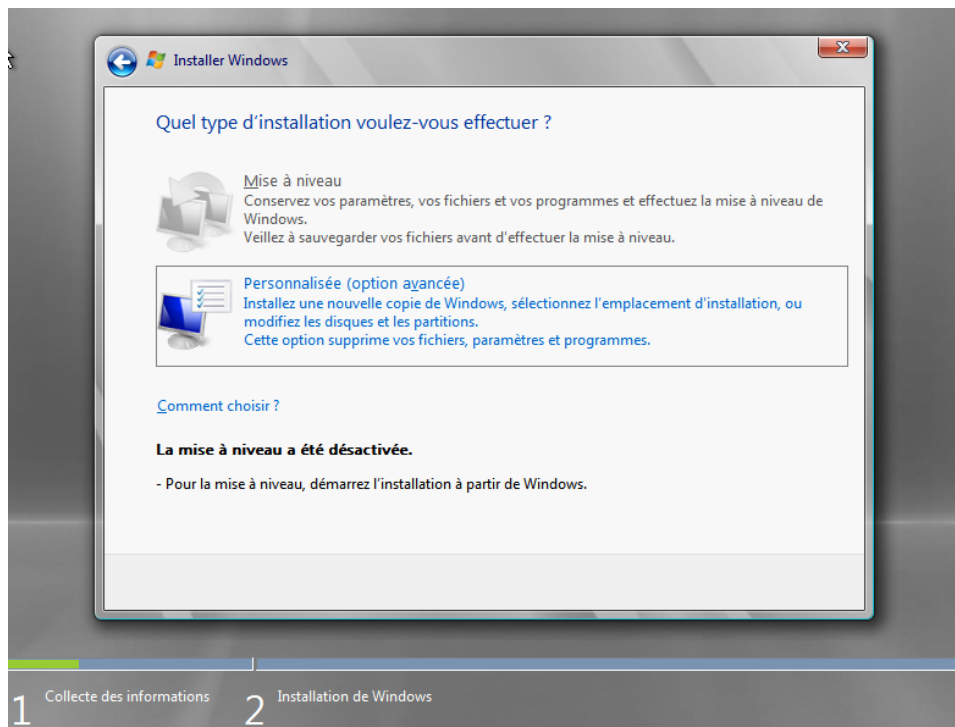 Installer Windows
Quel type d'installation voulez-vous effectuer ?
Mise à niveau
Conservez vos paramètres, vos fichiers et vos programmes et effectuez la mise à niveau de
Windows.
Veillez à sauvegarder vos fichiers avant d'effectuer la mise à niveau.
Personnalisée (option avancée)
Installez une nouvelle copie de Windows, sélectionnez l'emplacement d'installation, ou
modifiez les disques et les partitions.
Cette option supprime vos fichiers, paramètres et programmes.
Comment choisir ?
La mise à niveau a été désactivée.
- Pour la mise à niveau, démarrez l'installation à partir de Windows.
1 Collecte des informations
2 Installation de Windows